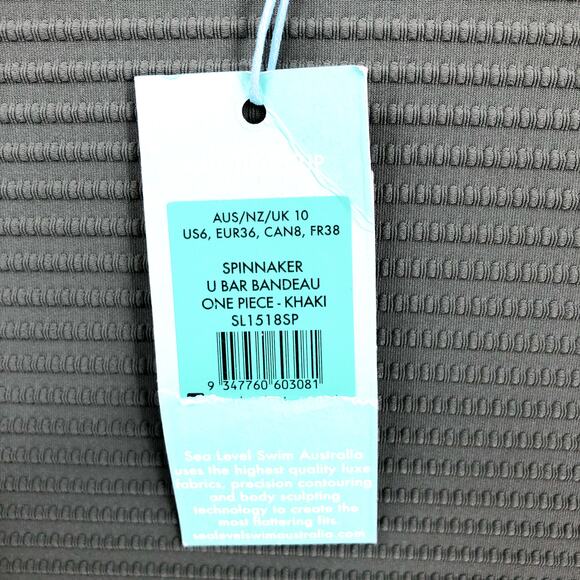 AUS/NZ/UK 10
US6, EUR36, CAN8, FR38
SPINNAKER
U BAR BANDEAU
ONE PIECE - KHAKI
SL1518SP
9 347760 603081
Sea Level Swim Australia
uses the highest quality luxe
fabrics, precision contouring
and body sculpting
technology to create the
most flattering fits.
sealevelswimaustralia.com